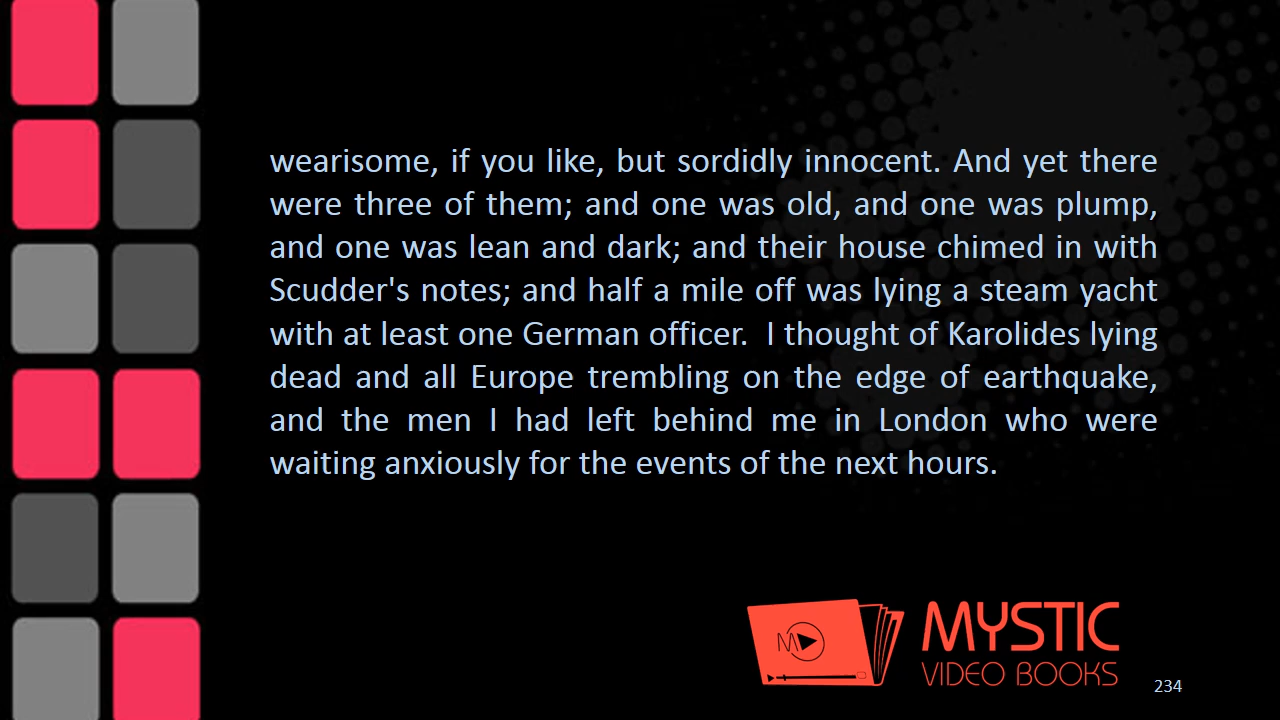 wearisome, if you like, but sordidly innocent. And yet there
were three of them; and one was old, and one was plump,
and one was lean and dark; and their house chimed in with
Scudder's notes; and half a mile off was lying a steam yacht
with at least one German officer.  I thought of Karolides lying
dead and all Europe trembling on the edge of earthquake,
and the men I had left behind me in London who were
waiting anxiously for the events of the next hours.
M
MYSTIC
VIDEO BOOKS
234